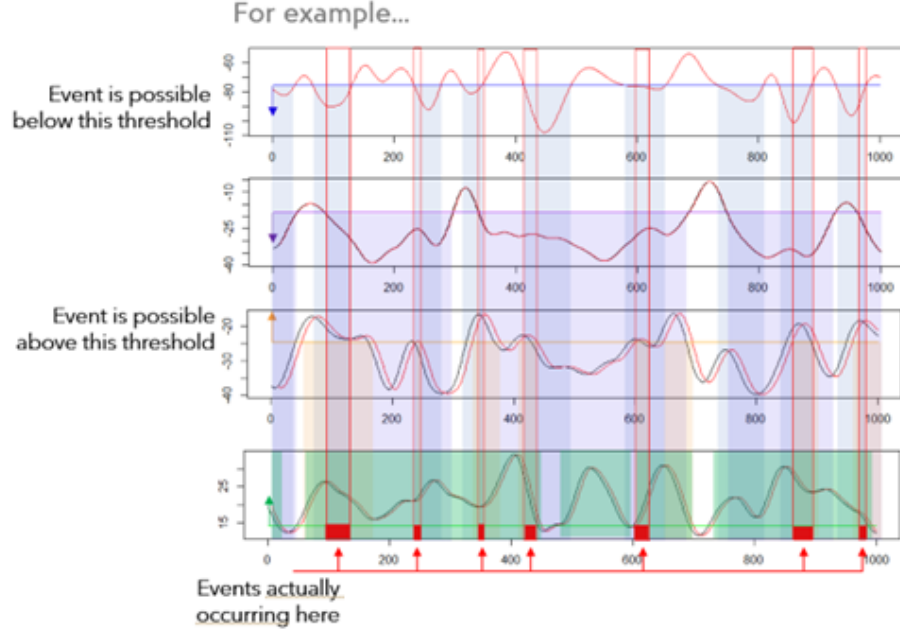 For example...
Event is possible
below this threshold
-60
-80
-110
0 200 400 600 800 1000
-10
-25
-40
0 200 400 600 800 1000
Event is possible
above this threshold
-20
-30
-40
0 200 400 600 800 1000
25
15
0 200 400 600 800 1000
Events actually
occurring here